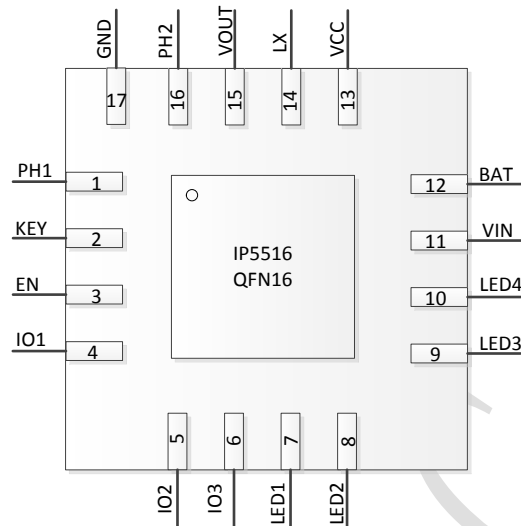 GND
PH2
VOUT
LX
VCC
17
16
15
14
13
PH1
1
12
BAT
KEY
2
11
VIN
EN
3
10
LED4
IO1
4
9
LED3
IP5516
QFN16
5
6
7
8
IO2
IO3
LED1
LED2